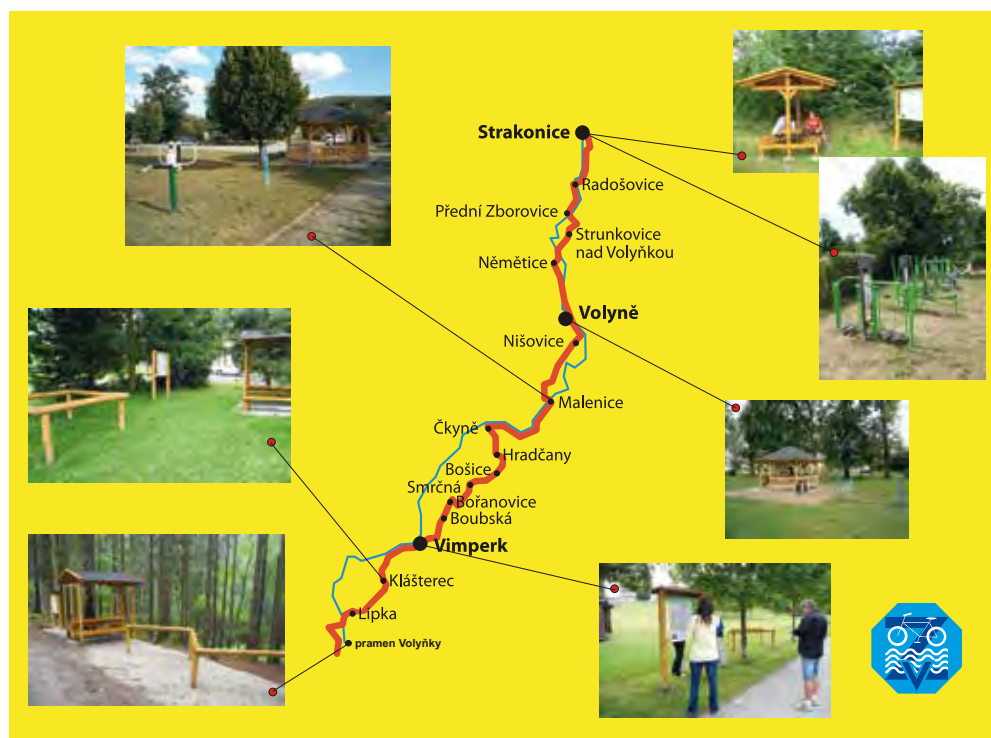 Strakonice
Radošovice
Přední Zborovice
Strunkovice
nad Volyňkou
Němětice
Volyně
Nišovice
Malenice
Čkyně
Hradčany
Bošice
Smrčná
Bořanovice
Boubská
Vimperk
Klášterec
Lipka
pramen Volyňky
V